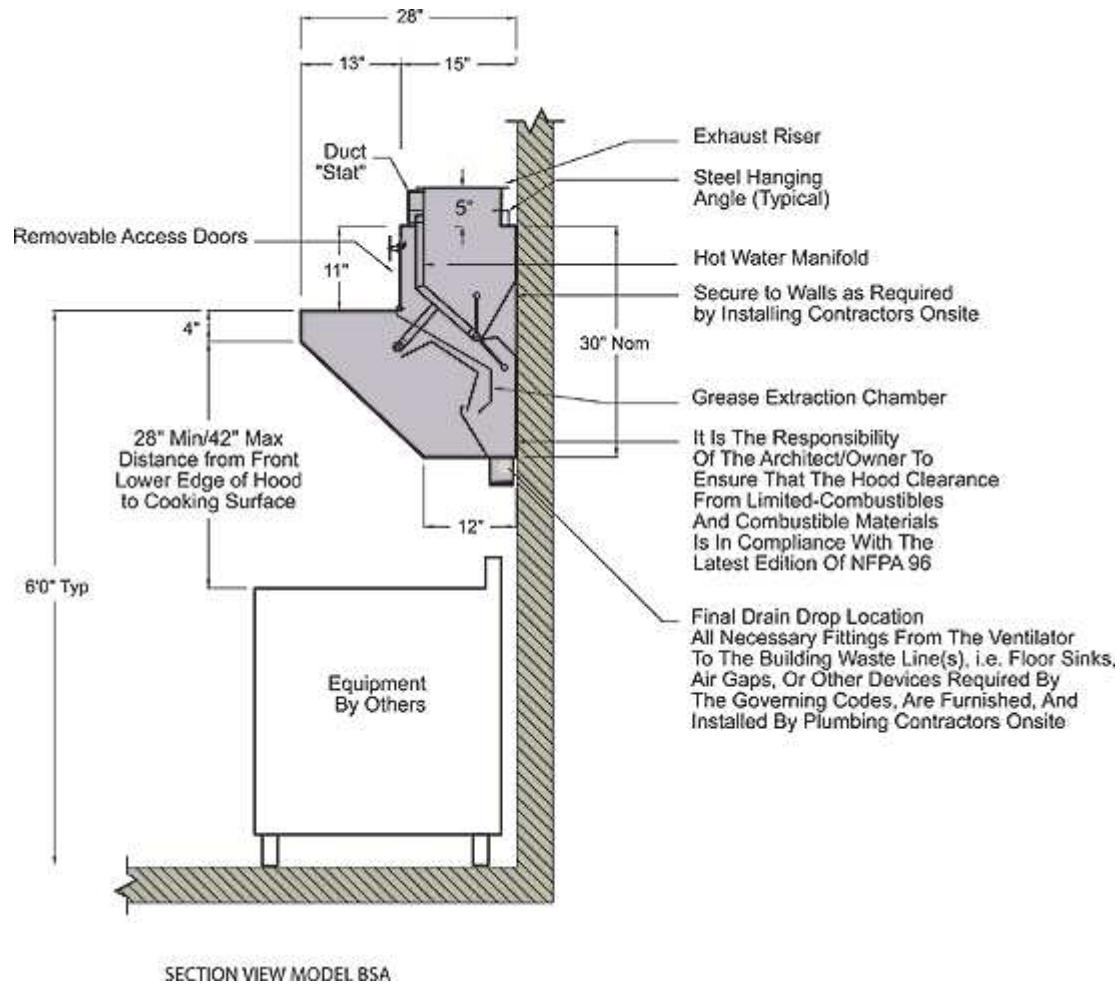 28"
13"
15"
Exhaust Riser
Duct
"Stat"
Steel Hanging
Angle (Typical)
5"
Removable Access Doors
11"
Hot Water Manifold
Secure to Walls as Required
by Installing Contractors Onsite
4"
30" Nom
Grease Extraction Chamber
28" Min/42" Max
Distance from Front
Lower Edge of Hood
to Cooking Surface
It Is The Responsibility
Of The Architect/Owner To
Ensure That The Hood Clearance
From Limited-Combustibles
And Combustible Materials
Is In Compliance With The
Latest Edition Of NFPA 96
12"
6'0" Typ
Final Drain Drop Location
All Necessary Fittings From The Ventilator
To The Building Waste Line(s), i.e. Floor Sinks,
Air Gaps, Or Other Devices Required By
The Governing Codes, Are Furnished, And
Installed By Plumbing Contractors Onsite
Equipment
By Others
SECTION VIEW MODEL BSA